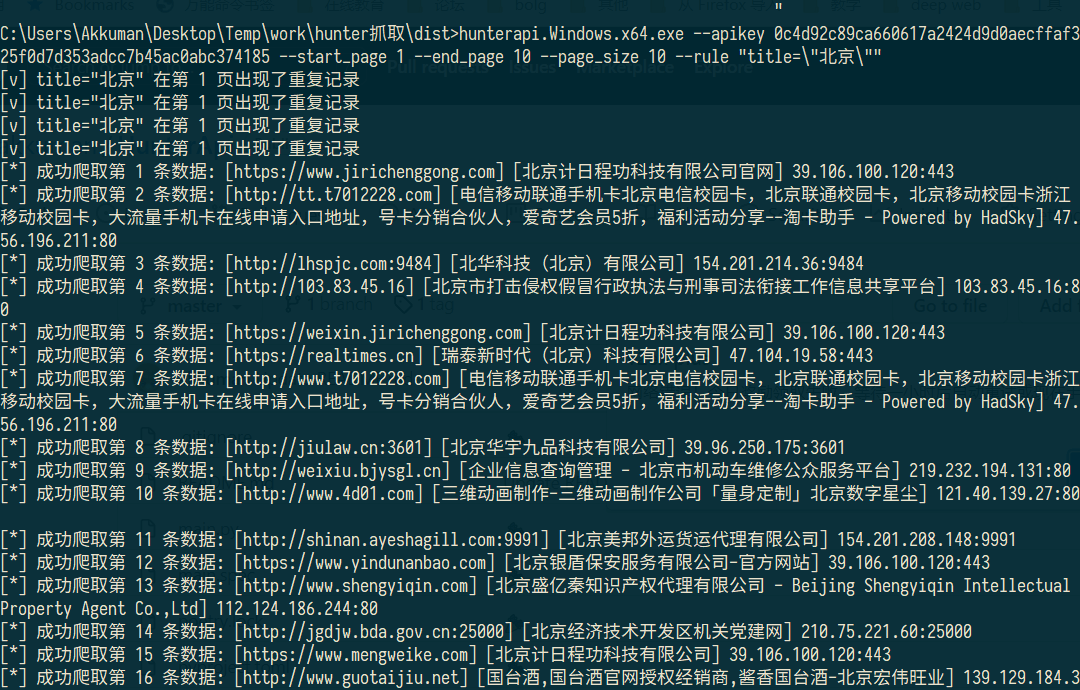 Bookmarks
deep web
"
C:\Users\Akkuman\Desktop\Temp\work\hunter抓取\dist>hunterapi.Windows.x64.exe --apikey 0c4d92c89ca660617a2424d9d0aecffaf3
25f0d7d353adcc7b45ac0abc374185 --start_page 1 --end_page 10 --page_size 10 --rule "title=\"北京\""
Pull requests Issues Marketplace Explore
[v] title="北京" 在第 1 页出现了重复记录
[v] title="北京" 在第 1 页出现了重复记录
[v] title="北京" 在第 1 页出现了重复记录
[v] title="北京" 在第 1 页出现了重复记录
[*] 成功爬取第 1 条数据: [https://www.jirichenggong.com] [北京计日程功科技有限公司官网] 39.106.100.120:443
[*] 成功爬取第 2 条数据: [http://tt.t7012228.com] [电信移动联通手机卡北京电信校园卡，北京联通校园卡，北京移动校园卡浙江
移动校园卡，大流量手机卡在线申请入口地址，号卡分销合伙人，爱奇艺会员5折，福利活动分享--淘卡助手 - Powered by HadSky] 47.
56.196.211:80
[*] 成功爬取第 3 条数据: [http://lhspjc.com:9484] [北华科技（北京）有限公司] 154.201.214.36:9484
[*] 成功爬取第 4 条数据: [http://103.83.45.16] [北京市打击侵权假冒行政执法与刑事司法衔接工作信息共享平台] 103.83.45.16:8
0
master 1 branch 1 tag Go to file Add
[*] 成功爬取第 5 条数据: [https://weixin.jirichenggong.com] [北京计日程功科技有限公司] 39.106.100.120:443
[*] 成功爬取第 6 条数据: [https://realtimes.cn] [瑞泰新时代（北京）科技有限公司] 47.104.19.58:443
[*] 成功爬取第 7 条数据: [http://www.t7012228.com] [电信移动联通手机卡北京电信校园卡，北京联通校园卡，北京移动校园卡浙江
移动校园卡，大流量手机卡在线申请入口地址，号卡分销合伙人，爱奇艺会员5折，福利活动分享--淘卡助手 - Powered by HadSky] 47.
56.196.211:80
[*] 成功爬取第 8 条数据: [http://jiulaw.cn:3601] [北京华宇九品科技有限公司] 39.96.250.175:3601
[*] 成功爬取第 9 条数据: [http://weixiu.bjysgl.cn] [企业信息查询管理 - 北京市机动车维修公众服务平台] 219.232.194.131:80
[*] 成功爬取第 10 条数据: [http://www.4d01.com] [三维动画制作-三维动画制作公司「量身定制」北京数字星尘] 121.40.139.27:80
[*] 成功爬取第 11 条数据: [http://shinan.ayeshagill.com:9991] [北京美邦外运货运代理有限公司] 154.201.208.148:9991
[*] 成功爬取第 12 条数据: [https://www.yindunanbao.com] [北京银盾保安服务有限公司-官方网站] 39.106.100.120:443
[*] 成功爬取第 13 条数据: [http://www.shengyiqin.com] [北京盛亿秦知识产权代理有限公司 - Beijing Shengyiqin Intellectual
Property Agent Co.,Ltd] 112.124.186.244:80
[*] 成功爬取第 14 条数据: [http://jgdjw.bda.gov.cn:25000] [北京经济技术开发区机关党建网] 210.75.221.60:25000
[*] 成功爬取第 15 条数据: [https://www.mengweike.com] [北京计日程功科技有限公司] 39.106.100.120:443
[*] 成功爬取第 16 条数据: [http://www.guotaijiu.net] [国台酒,国台酒官网授权经销商,酱香国台酒-北京宏伟旺业] 139.129.184.3